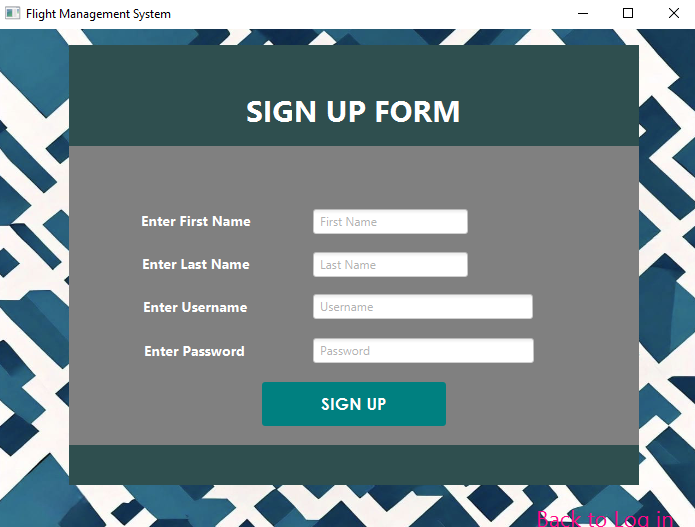 Flight Management System
SIGN UP FORM
Enter First Name
First Name
Enter Last Name
Last Name
Enter Username
Username
Enter Password
Password
SIGN UP
Back to Log in